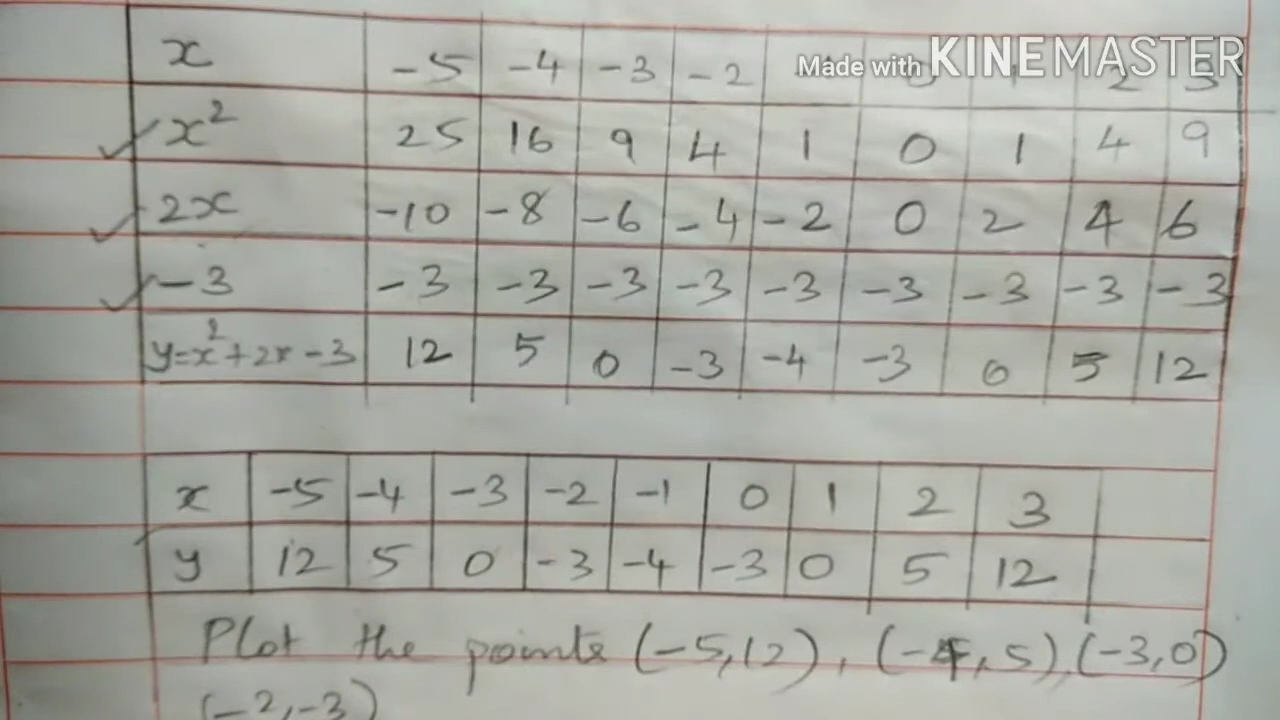 Made with KINEMASTER
x -5 -4 -3 -2 1 2 3
x² 25 16 9 4 1 0 1 4 9
2x -10 -8 -6 -4 -2 0 2 4 6
-3 -3 -3 -3 -3 -3 -3 -3 -3 -3
y=x²+2x-3 12 5 0 -3 -4 -3 0 5 12
x -5 -4 -3 -2 -1 0 1 2 3
y 12 5 0 -3 -4 -3 0 5 12
Plot the points (-5,12), (-4,5), (-3,0)
(-2,-3)